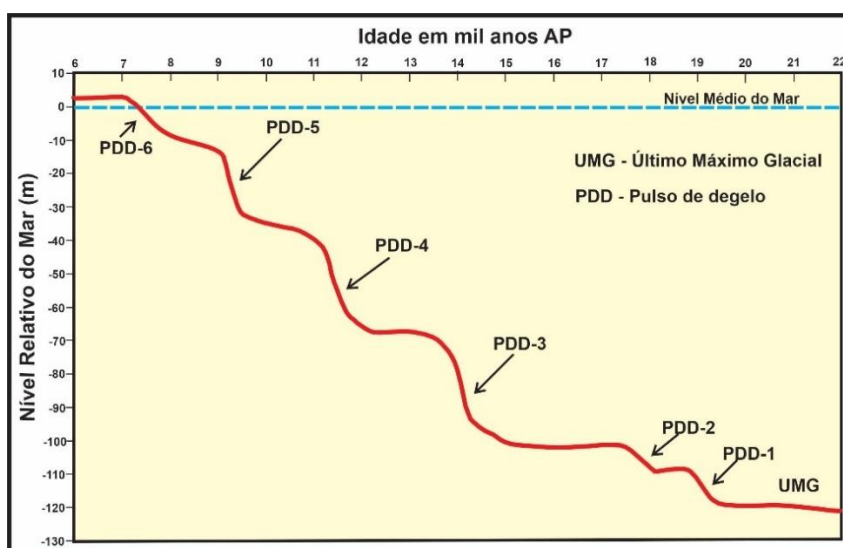 Idade em mil anos AP
6 7 8 9 10 11 12 13 14 15 16 17 18 19 20 21 22
10
0
-10
-20
-30
-40
-50
-60
-70
-80
-90
-100
-110
-120
-130
Nível Relativo do Mar (m)
Nível Médio do Mar
PDD-6
PDD-5
UMG - Último Máximo Glacial
PDD - Pulso de degelo
PDD-4
PDD-3
PDD-2
PDD-1
UMG